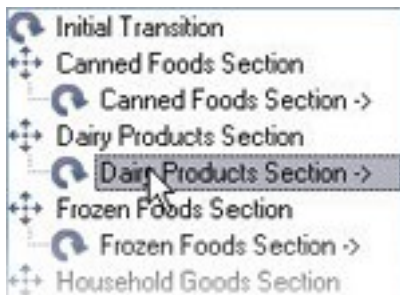 Initial Transition
Canned Foods Section
Canned Foods Section ->
Dairy Products Section
Dairy Products Section ->
Frozen Foods Section
Frozen Foods Section ->
Household Goods Section